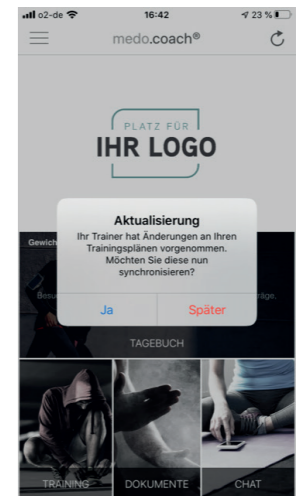 o2-de 16:42 23 %
medo.coach®
PLATZ FÜR
IHR LOGO
Aktualisierung
Ihr Trainer hat Änderungen an Ihren
Trainingsplänen vorgenommen.
Möchten Sie diese nun
synchronisieren?
Ja Später
TAGEBUCH
TRAINING DOKUMENTE CHAT